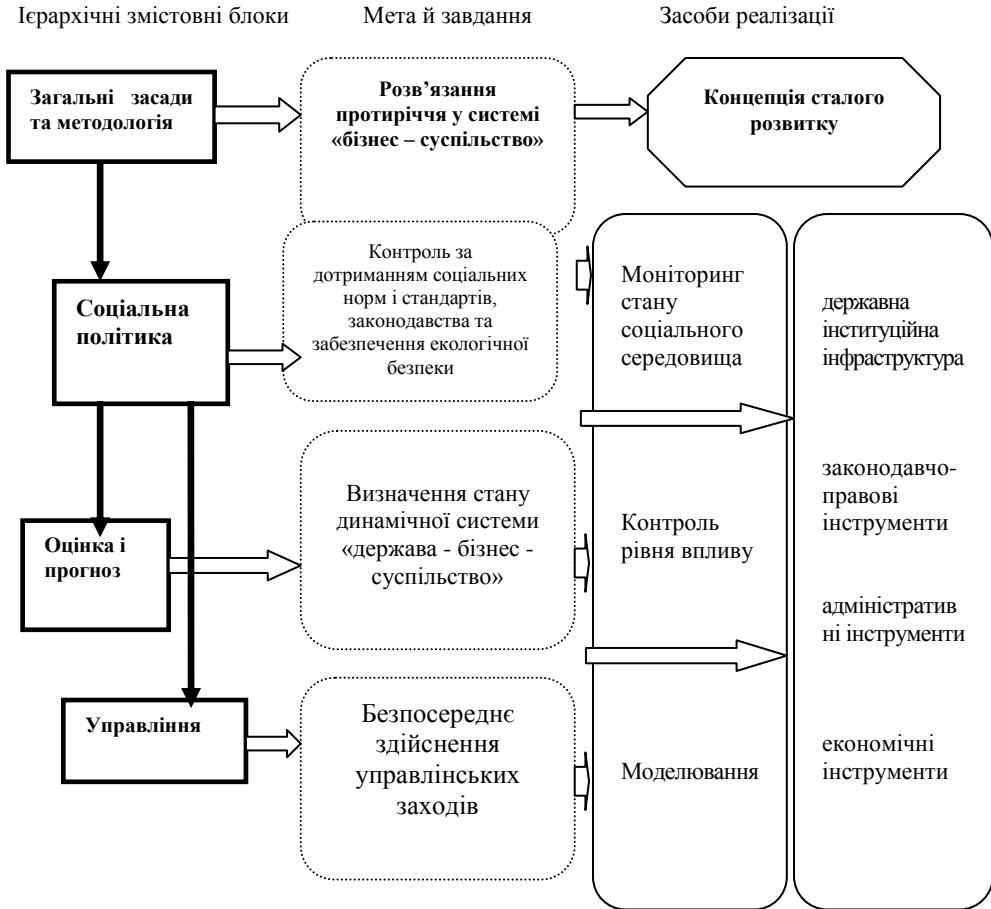 Ієрархічні змістовні блоки
Мета й завдання
Засоби реалізації
Загальні засади
та методологія
Розв’язання
протиріччя у системі
«бізнес – суспільство»
Концепція сталого
розвитку
Соціальна
політика
Контроль за
дотриманням соціальних
норм і стандартів,
законодавства та
забезпечення екологічної
безпеки
Моніторинг
стану
соціального
середовища
державна
інституційна
інфраструктура
Оцінка і
прогноз
Визначення стану
динамічної системи
«держава - бізнес -
суспільство»
Контроль
рівня впливу
законодавчо-
правові
інструменти
адміністратив
ні інструменти
Управління
Безпосереднє
здійснення
управлінських
заходів
Моделювання
економічні
інструменти